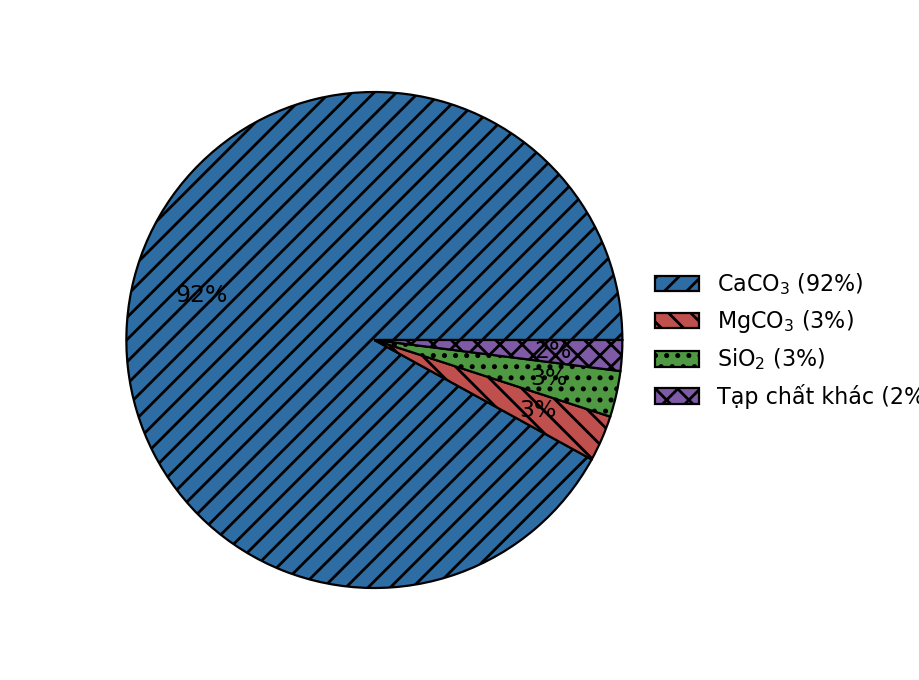 92%
2%
3%
3%
CaCO₃ (92%)
MgCO₃ (3%)
SiO₂ (3%)
Tạp chất khác (2%